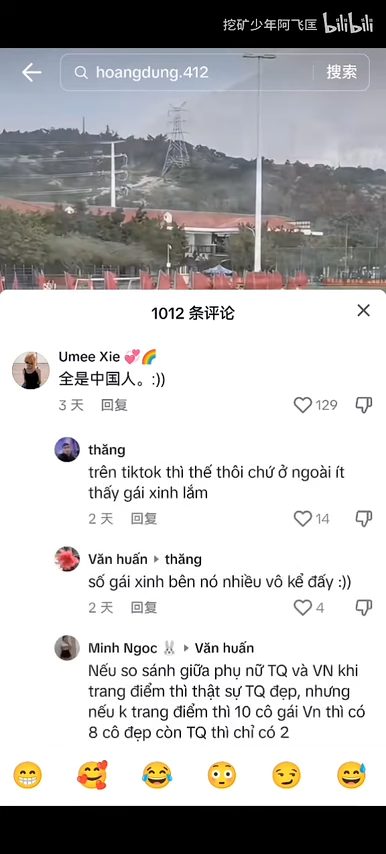 挖矿少年阿飞匡 bilibili
hoangdung.412 搜索
1012 条评论
Umee Xie 💞🌈
全是中国人。:))
3 天 回复 129
thăng
trên tiktok thì thế thôi chứ ở ngoài ít
thấy gái xinh lắm
2 天 回复 14
Văn huấn ▸ thăng
số gái xinh bên nó nhiều vô kể đấy :))
2 天 回复 4
Minh Ngoc 🐰 ▸ Văn huấn
Nếu so sánh giữa phụ nữ TQ và VN khi
trang điểm thì thật sự TQ đẹp, nhưng
nếu k trang điểm thì 10 cô gái Vn thì có
8 cô đẹp còn TQ thì chỉ có 2